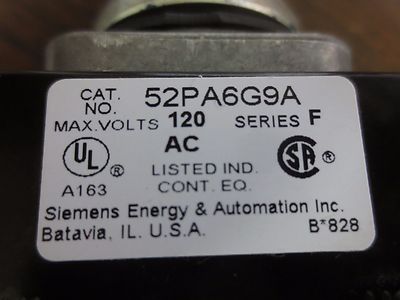 CAT. NO. 52PA6G9A
MAX.VOLTS 120 SERIES F
AC
UL ® LISTED IND. CONT. EQ. SA ®
A163
Siemens Energy & Automation Inc.
Batavia, IL. U.S.A. B*828